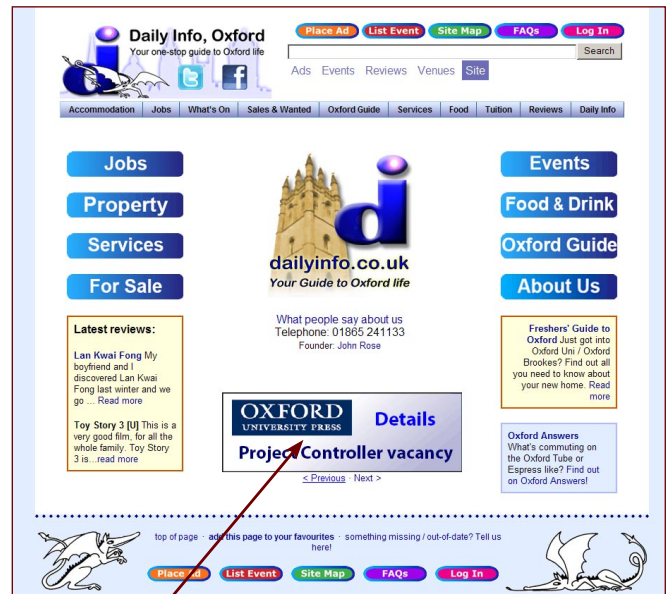 Daily Info, Oxford
Your one-stop guide to Oxford life
Place Ad List Event Site Map FAQs Log In
Search
Ads Events Reviews Venues Site
Accommodation Jobs What's On Sales & Wanted Oxford Guide Services Food Tuition Reviews Daily Info
Jobs
Property
Services
For Sale
di
dailyinfo.co.uk
Your Guide to Oxford life
What people say about us
Telephone: 01865 241133
Founder: John Rose
Events
Food & Drink
Oxford Guide
About Us
Latest reviews:
Lan Kwai Fong My
boyfriend and I
discovered Lan Kwai
Fong last winter and we
go ... Read more
Toy Story 3 [U] This is a
very good film, for all the
whole family. Toy Story
3 is...read more
OXFORD
UNIVERSITY PRESS
Details
Project Controller vacancy
< Previous · Next >
Freshers' Guide to
Oxford Just got into
Oxford Uni / Oxford
Brookes? Find out all
you need to know about
your new home. Read
more
Oxford Answers
What's commuting on
the Oxford Tube or
Espress like? Find out
on Oxford Answers!
top of page · add this page to your favourites · something missing / out-of-date? Tell us
here!
Place Ad List Event Site Map FAQs Log In